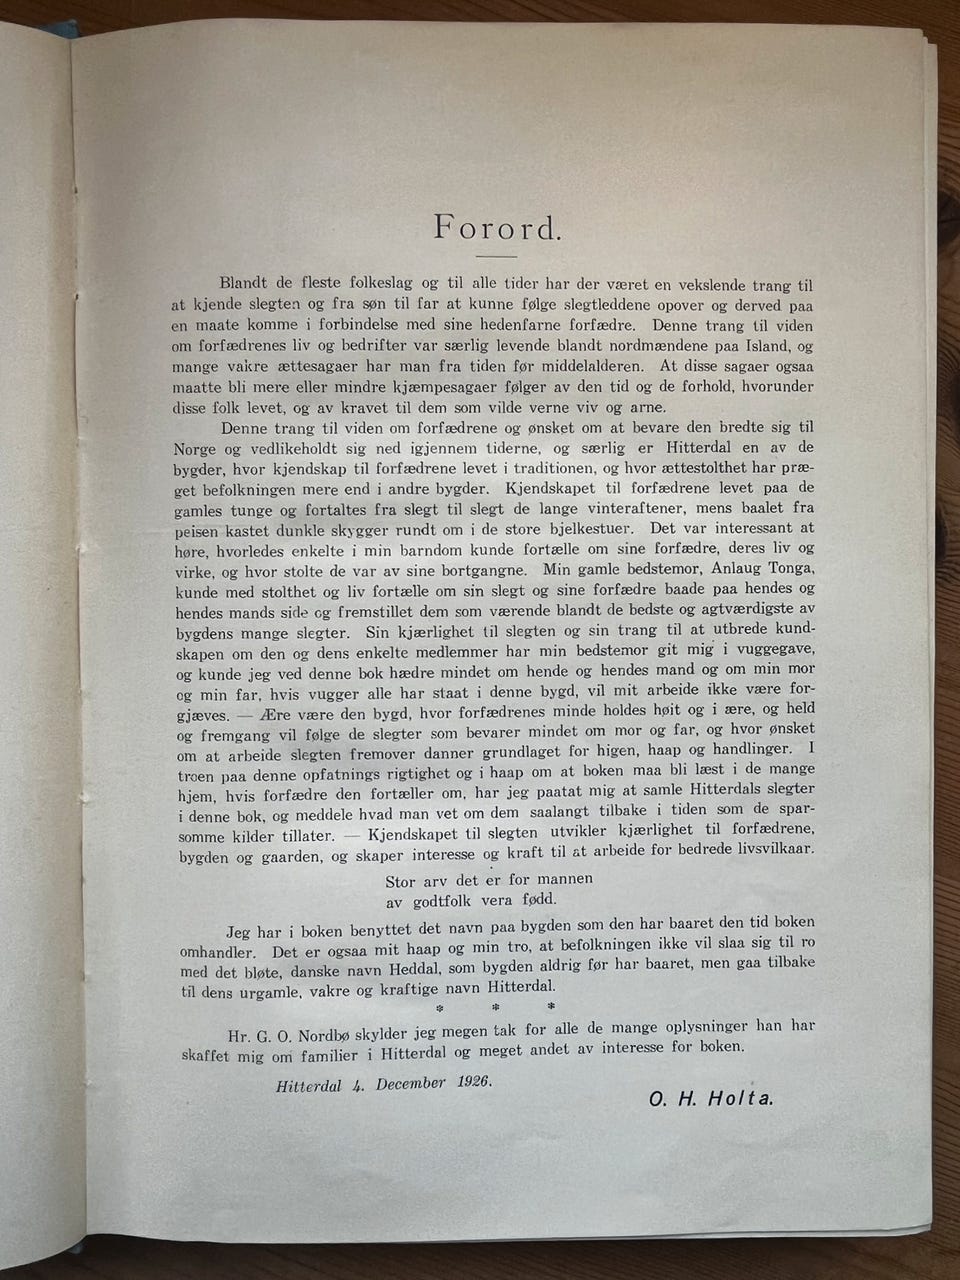 Forord.
Blandt de fleste folkeslag og til alle tider har der været en vekslende trang til
at kjende slegten og fra søn til far at kunne følge slegtleddene opover og derved paa
en maate komme i forbindelse med sine hedenfarne forfædre. Denne trang til viden
om forfædrenes liv og bedrifter var særlig levende blandt nordmændene paa Island, og
mange vakre ættesagaer har man fra tiden før middelalderen. At disse sagaer ogsaa
maatte bli mere eller mindre kjæmpesagaer følger av den tid og de forhold, hvorunder
disse folk levet, og av kravet til dem som vilde verne viv og arne.
Denne trang til viden om forfædrene og ønsket om at bevare den bredte sig til
Norge og vedlikeholdt sig ned igjennem tiderne, og særlig er Hitterdal en av de
bygder, hvor kjendskap til forfædrene levet i traditionen, og hvor ættestolthet har præ-
get befolkningen mere end i andre bygder. Kjendskapet til forfædrene levet paa de
gamles tunge og fortaltes fra slegt til slegt de lange vinteraftener, mens baalet fra
peisen kastet dunkle skygger rundt om i de store bjelkestuer. Det var interessant at
høre, hvorledes enkelte i min barndom kunde fortælle om sine forfædre, deres liv og
virke, og hvor stolte de var av sine bortgangne. Min gamle bedstemor, Anlaug Tonga,
kunde med stolthet og liv fortælle om sin slegt og sine forfædre baade paa hendes og
hendes mands side og fremstillet dem som værende blandt de bedste og agtværdigste av
bygdens mange slegter. Sin kjærlighet til slegten og sin trang til at utbrede kund-
skapen om den og dens enkelte medlemmer har min bedstemor git mig i vuggegave,
og kunde jeg ved denne bok hædre mindet om hende og hendes mand og om min mor
og min far, hvis vugger alle har staat i denne bygd, vil mit arbeide ikke være for-
gjæves. — Ære være den bygd, hvor forfædrenes minde holdes høit og i ære, og held
og fremgang vil følge de slegter som bevarer mindet om mor og far, og hvor ønsket
om at arbeide slegten fremover danner grundlaget for higen, haap og handlinger. I
troen paa denne opfatnings rigtighet og i haap om at boken maa bli læst i de mange
hjem, hvis forfædre den fortæller om, har jeg paatat mig at samle Hitterdals slegter
i denne bok, og meddele hvad man vet om dem saalangt tilbake i tiden som de spar-
somme kilder tillater. — Kjendskapet til slegten utvikler kjærlighet til forfædrene,
bygden og gaarden, og skaper interesse og kraft til at arbeide for bedrede livsvilkaar.
Stor arv det er for mannen
av godtfolk vera fødd.
Jeg har i boken benyttet det navn paa bygden som den har baaret den tid boken
omhandler. Det er ogsaa mit haap og min tro, at befolkningen ikke vil slaa sig til ro
med det bløte, danske navn Heddal, som bygden aldrig før har baaret, men gaa tilbake
til dens urgamle, vakre og kraftige navn Hitterdal.
* * *
Hr. G. O. Nordbø skylder jeg megen tak for alle de mange oplysninger han har
skaffet mig om familier i Hitterdal og meget andet av interesse for boken.
Hitterdal 4. December 1926.
O. H. Holta.